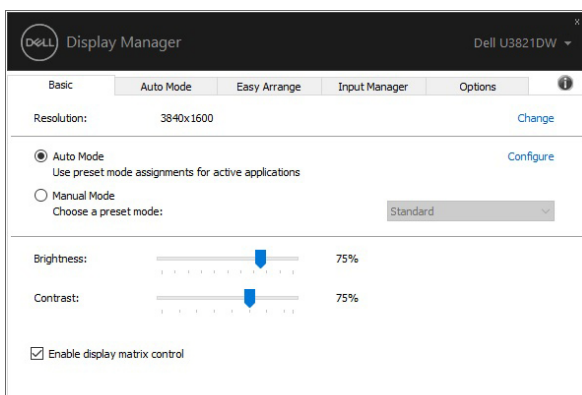 DELL Display Manager Dell U3821DW
Basic Auto Mode Easy Arrange Input Manager Options
Resolution: 3840x1600 Change
Auto Mode Configure
Use preset mode assignments for active applications
Manual Mode
Choose a preset mode: Standard
Brightness: 75%
Contrast: 75%
Enable display matrix control